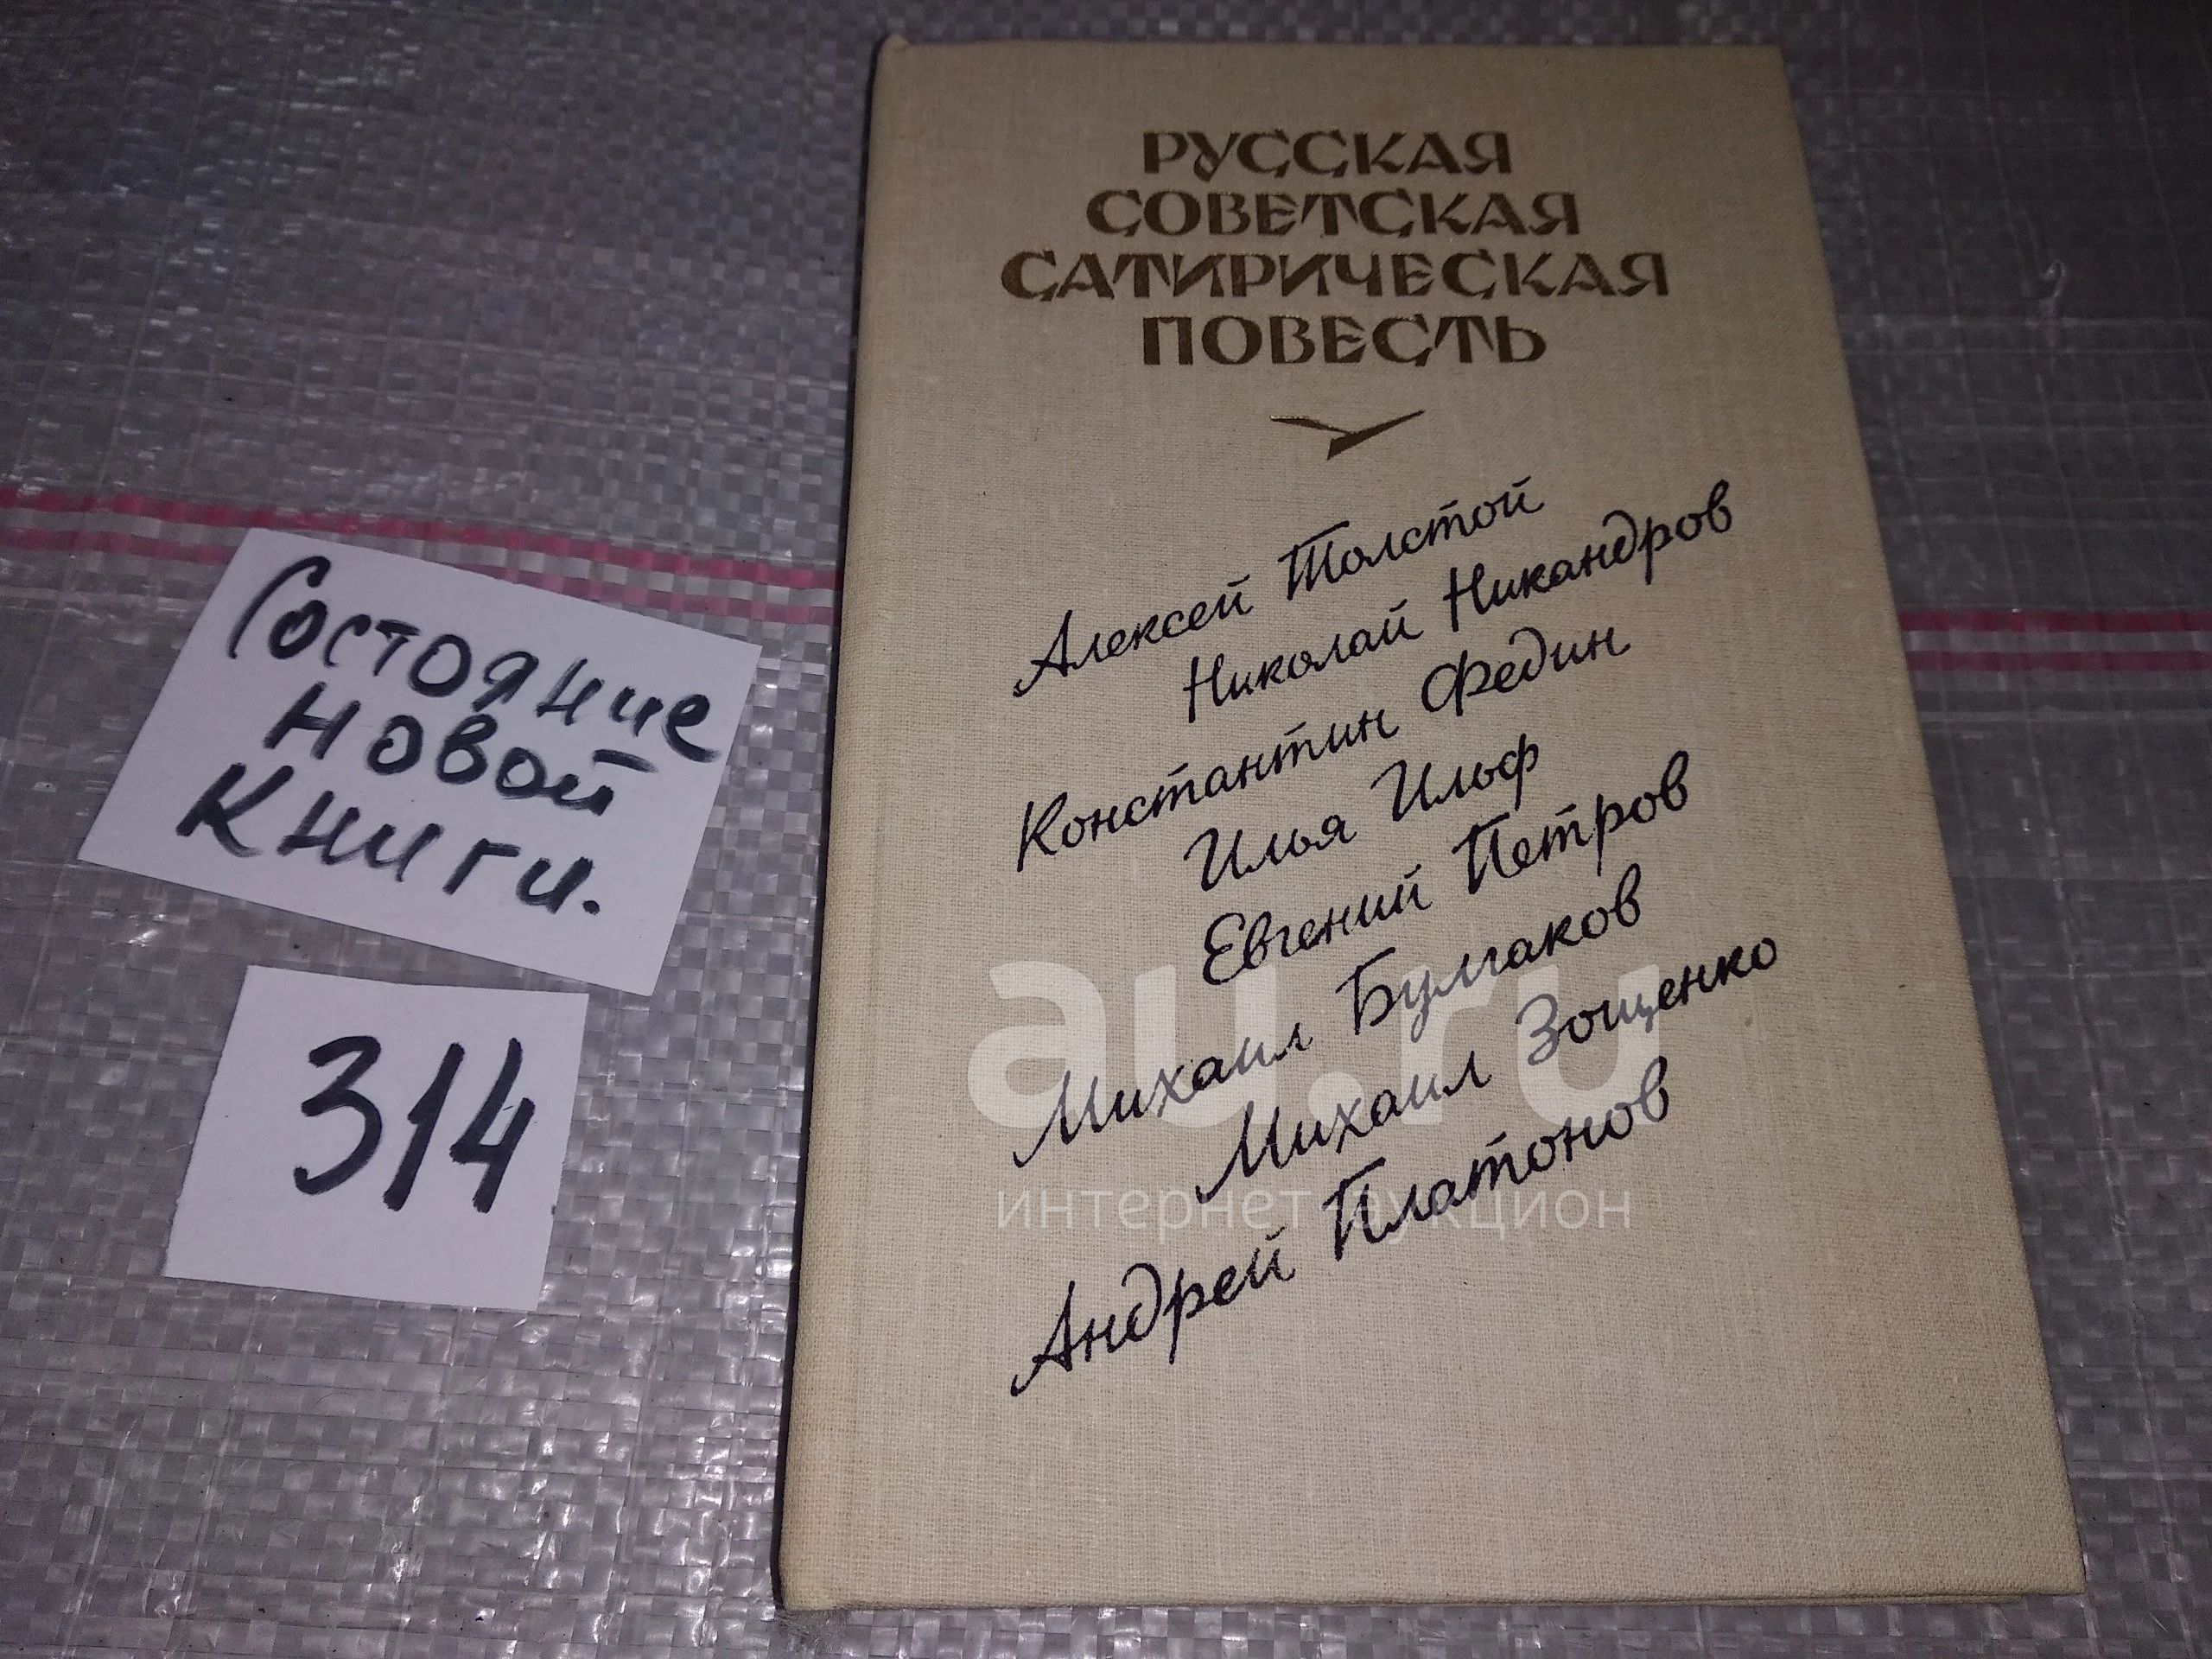 РУССКАЯ
СОВЕТСКАЯ
САТИРИЧЕСКАЯ
ПОВЕСТЬ
Алексей Толстой
Николай Никандров
Константин Федин
Илья Ильф
Евгений Петров
Михаил Булгаков
Михаил Зощенко
Андрей Платонов
Состояние
новой
книги.
314
au.ru
интернет аукцион